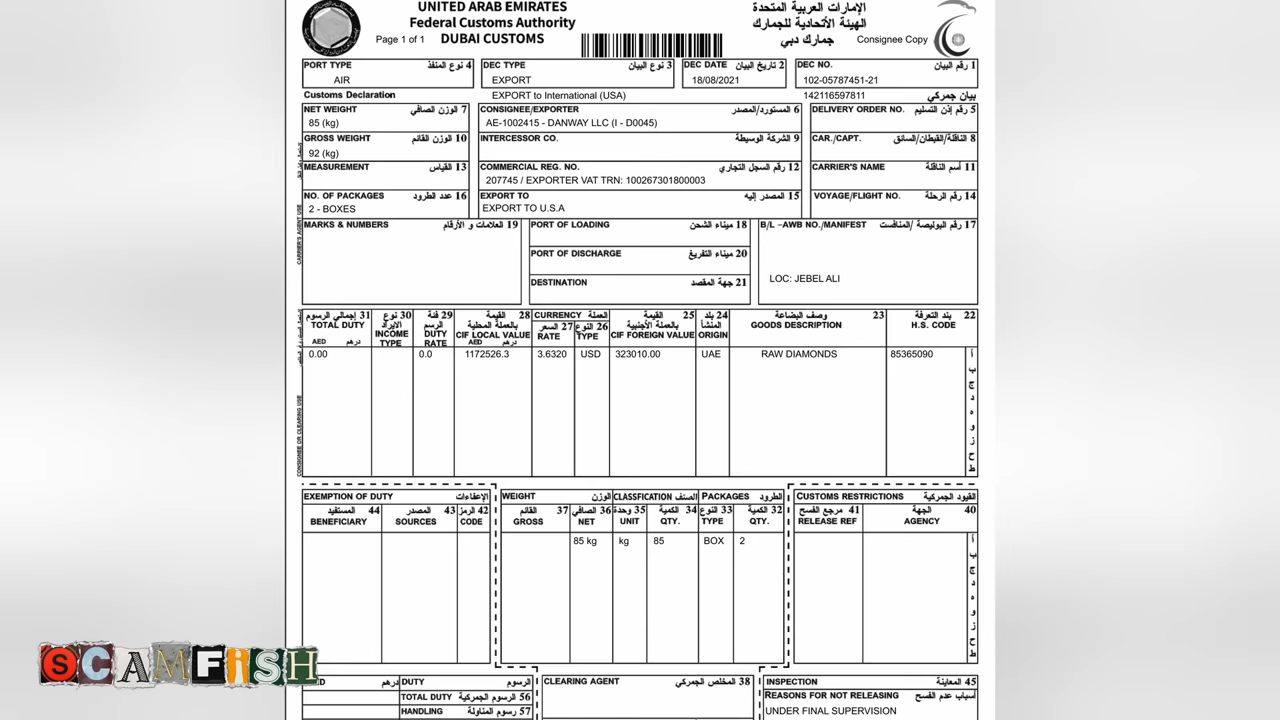 UNITED ARAB EMIRATES
Federal Customs Authority
DUBAI CUSTOMS
Page 1 of 1
الإمارات العربية المتحدة
الهيئة الأتحادية للجمارك
جمارك دبي
Consignee Copy
PORT TYPE 4 نوع المنفذ
AIR
DEC TYPE 3 نوع البيان
EXPORT
DEC DATE 2 تاريخ البيان
18/08/2021
DEC NO. 1 رقم البيان
102-05787451-21
Customs Declaration
EXPORT to International (USA)
142116597811 بيان جمركي
NET WEIGHT 7 الوزن الصافي
85 (kg)
CONSIGNEE/EXPORTER 6 المستورد/المصدر
AE-1002415 - DANWAY LLC (I - D0045)
DELIVERY ORDER NO. 5 رقم إذن التسليم
GROSS WEIGHT 10 الوزن القائم
92 (kg)
INTERCESSOR CO. 9 الشركة الوسيطة
CAR./CAPT. 8 الناقلة/القبطان/السائق
MEASUREMENT 13 القياس
COMMERCIAL REG. NO. 12 رقم السجل التجاري
207745 / EXPORTER VAT TRN: 100267301800003
CARRIER'S NAME 11 أسم الناقلة
NO. OF PACKAGES 16 عدد الطرود
2 - BOXES
EXPORT TO 15 المصدر إليه
EXPORT TO U.S.A
VOYAGE/FLIGHT NO. 14 رقم الرحلة
MARKS & NUMBERS 19 العلامات و الأرقام
PORT OF LOADING 18 ميناء الشحن
PORT OF DISCHARGE 20 ميناء التفريغ
DESTINATION 21 جهة المقصد
B/L –AWB NO./MANIFEST 17 رقم البوليصة /المنافست
LOC: JEBEL ALI
CARRIER'S AGENT USE
31 إجمالي الرسوم
TOTAL DUTY
AED درهم
30 نوع الايراد
INCOME TYPE
29 فئة الرسم
DUTY RATE
28 القيمة بالعملة المحلية
CIF LOCAL VALUE
AED درهم
CURRENCY العملة
27 السعر
RATE
26 النوع
TYPE
25 القيمة بالعملة الأجنبية
CIF FOREIGN VALUE
24 بلد المنشأ
ORIGIN
23 وصف البضاعة
GOODS DESCRIPTION
22 بند التعرفة
H.S. CODE
0.00 0.0 1172526.3 3.6320 USD 323010.00 UAE RAW DIAMONDS 85365090
أ
ب
ج
د
ه
و
ز
ح
ط
CONSIGNEE OR CLEARING USE
EXEMPTION OF DUTY الإعفاءات
44 المستفيد
BENEFICIARY
43 المصدر
SOURCES
42 الرمز
CODE
WEIGHT الوزن
CLASSFICATION الصنف
PACKAGES الطرود
37 القائم
GROSS
36 الصافي
NET
35 وحدة
UNIT
34 الكمية
QTY.
33 النوع
TYPE
32 الكمية
QTY.
85 kg kg 85 BOX 2
CUSTOMS RESTRICTIONS القيود الجمركية
41 مرجع الفسح
RELEASE REF
40 الجهة
AGENCY
أ
ب
ج
د
ه
و
ز
ح
ط
SCAMFISH
درهم
DUTY الرسوم
TOTAL DUTY 56 الرسوم الجمركية
HANDLING 57 رسوم المناولة
CLEARING AGENT 38 المخلص الجمركي
INSPECTION 45 المعاينة
REASONS FOR NOT RELEASING أسباب عدم الفسح
UNDER FINAL SUPERVISION